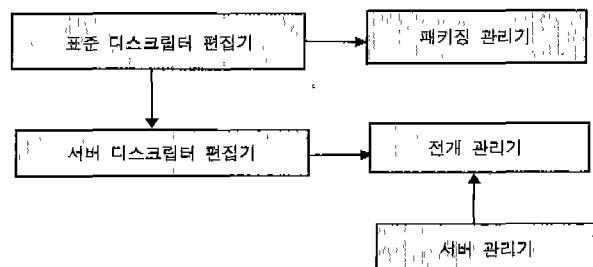 표준 디스크립터 편집기
패키징 관리기
서버 디스크립터 편집기
전개 관리기
서버 관리기